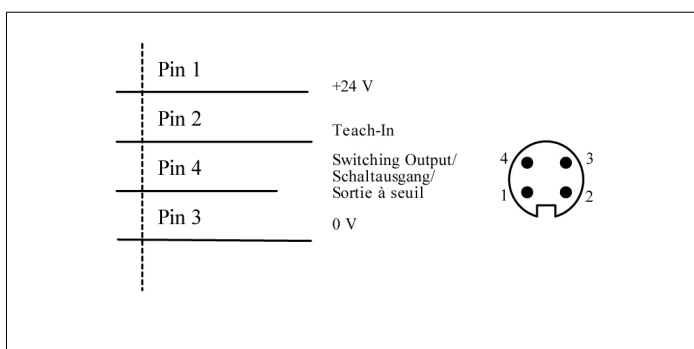 Pin 1
+24 V
Pin 2
Teach-In
Pin 4
Switching Output/
Schaltausgang/
Sortie à seuil
Pin 3
0 V
4 3
1 2